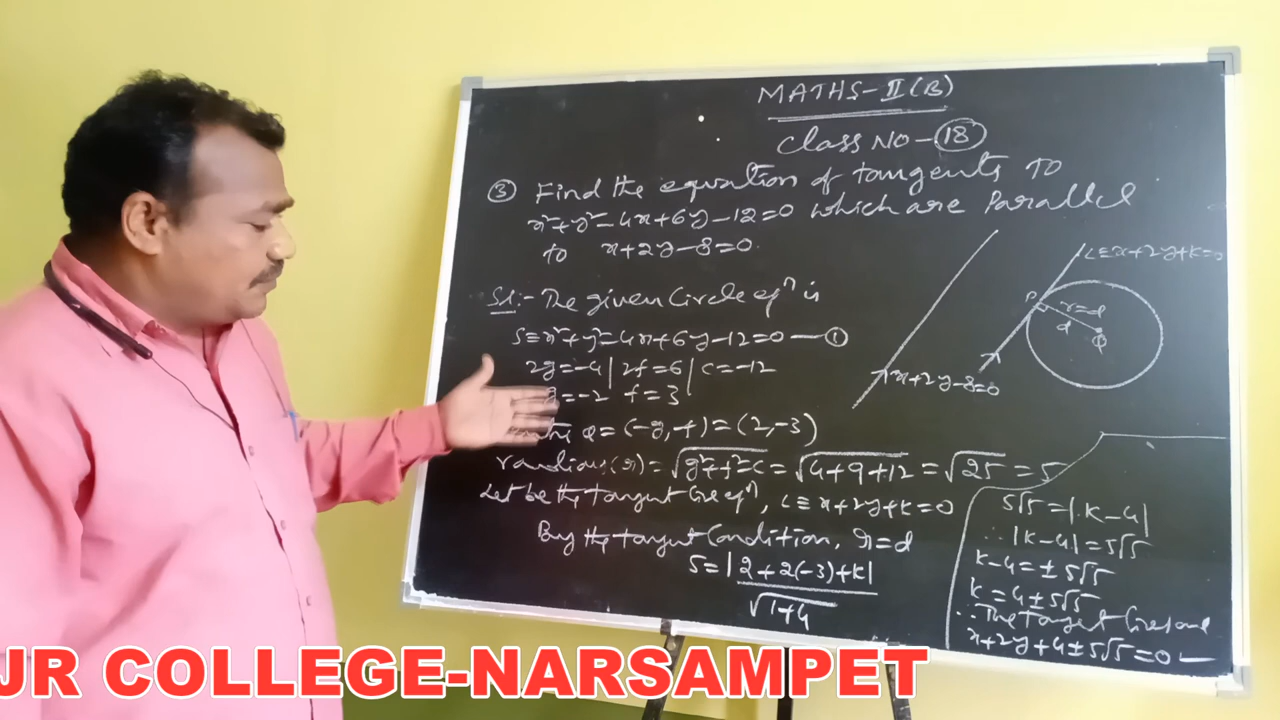 MATHS-II(B)
Class NO-18
③ Find the equation of tangents To
x²+y²-4x+6y-12=0 which are Parallel
to x+2y-8=0.
Sol:- The given Circle eqⁿ is
S≡x²+y²-4x+6y-12=0 — ①
2g=-4 | 2f=6 | c=-12
g=-2 f=3
Q=(-g,-f)=(2,-3)
radious(r)=√g²+f²-c=√4+9+12=√25=5
Let be the tangent line eqⁿ, L≡x+2y+k=0
By the tangent Condition, r=d
5=|2+2(-3)+k|
√1+4
L≡x+2y+k=0
P
r=d
d
Q
x+2y-8=0
5√5=|k-4|
∴|k-4|=5√5
k-4=±5√5
k=4±5√5
∴The tangent lines are
x+2y+4±5√5=0—
JR COLLEGE-NARSAMPET